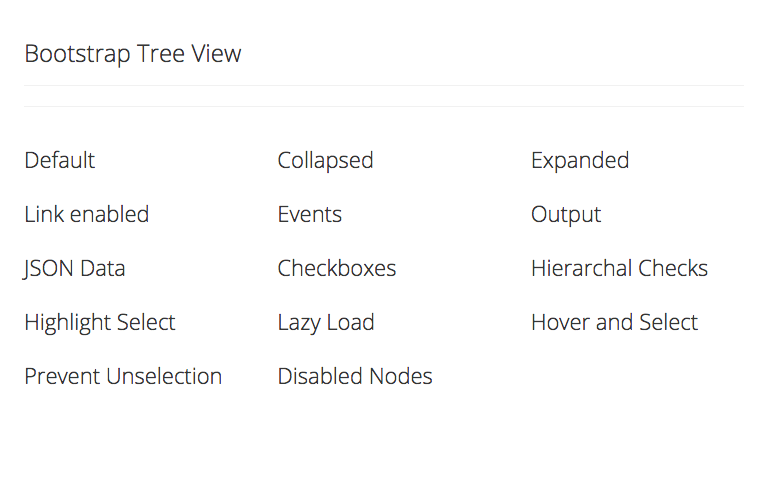 Bootstrap Tree View
Default Collapsed Expanded
Link enabled Events Output
JSON Data Checkboxes Hierarchal Checks
Highlight Select Lazy Load Hover and Select
Prevent Unselection Disabled Nodes